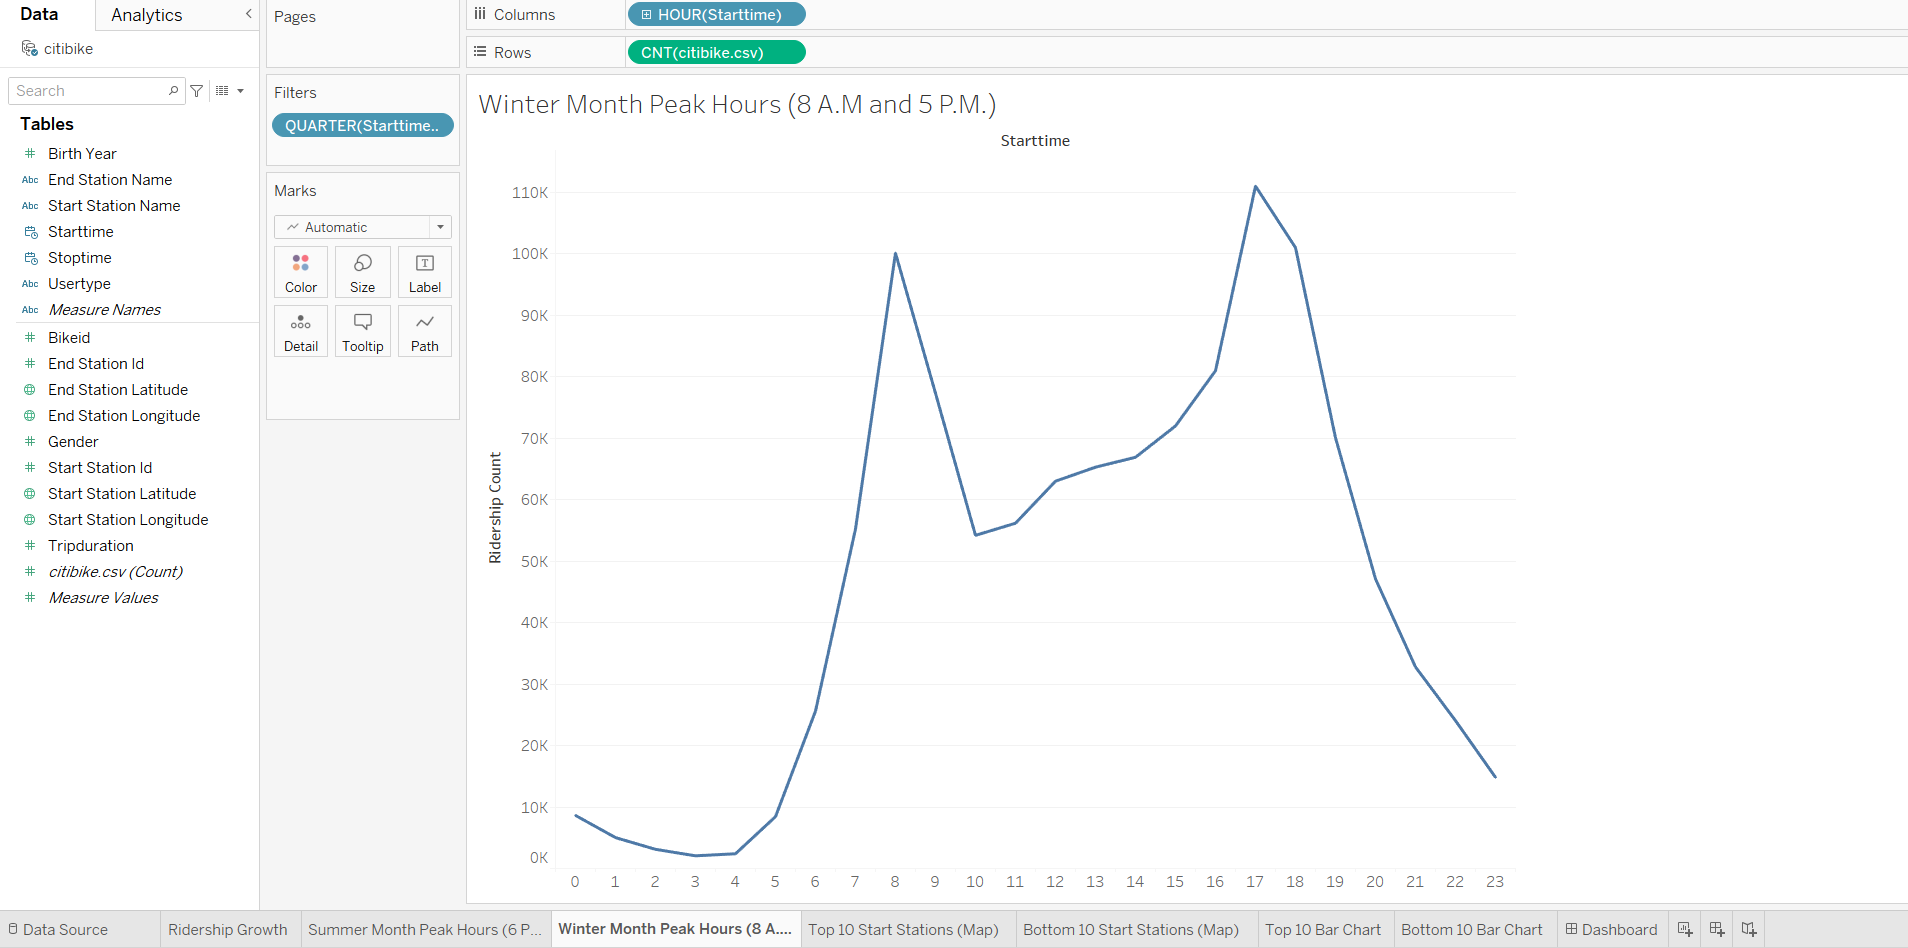 Data
Analytics
citibike
Search
Tables
Birth Year
Abc End Station Name
Abc Start Station Name
Starttime
Stoptime
Abc Usertype
Abc Measure Names
Bikeid
End Station Id
End Station Latitude
End Station Longitude
Gender
Start Station Id
Start Station Latitude
Start Station Longitude
Tripduration
citibike.csv (Count)
Measure Values
Pages
Filters
QUARTER(Starttime..
Marks
Automatic
Color Size Label
Detail Tooltip Path
Columns HOUR(Starttime)
Rows CNT(citibike.csv)
Winter Month Peak Hours (8 A.M and 5 P.M.)
Starttime
Ridership Count
110K
100K
90K
80K
70K
60K
50K
40K
30K
20K
10K
0K
0 1 2 3 4 5 6 7 8 9 10 11 12 13 14 15 16 17 18 19 20 21 22 23
Data Source Ridership Growth Summer Month Peak Hours (6 P... Winter Month Peak Hours (8 A.... Top 10 Start Stations (Map) Bottom 10 Start Stations (Map) Top 10 Bar Chart Bottom 10 Bar Chart Dashboard